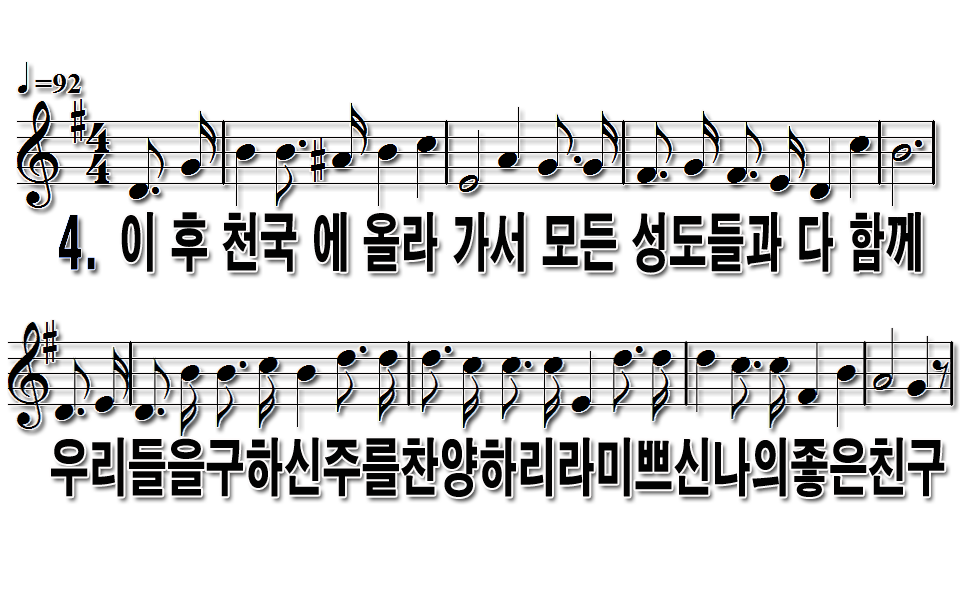 ♩=92
4. 이 후 천국 에 올라 가서 모든 성도들과 다 함께
우리들을구하신주를찬양하리라미쁘신나의좋은친구